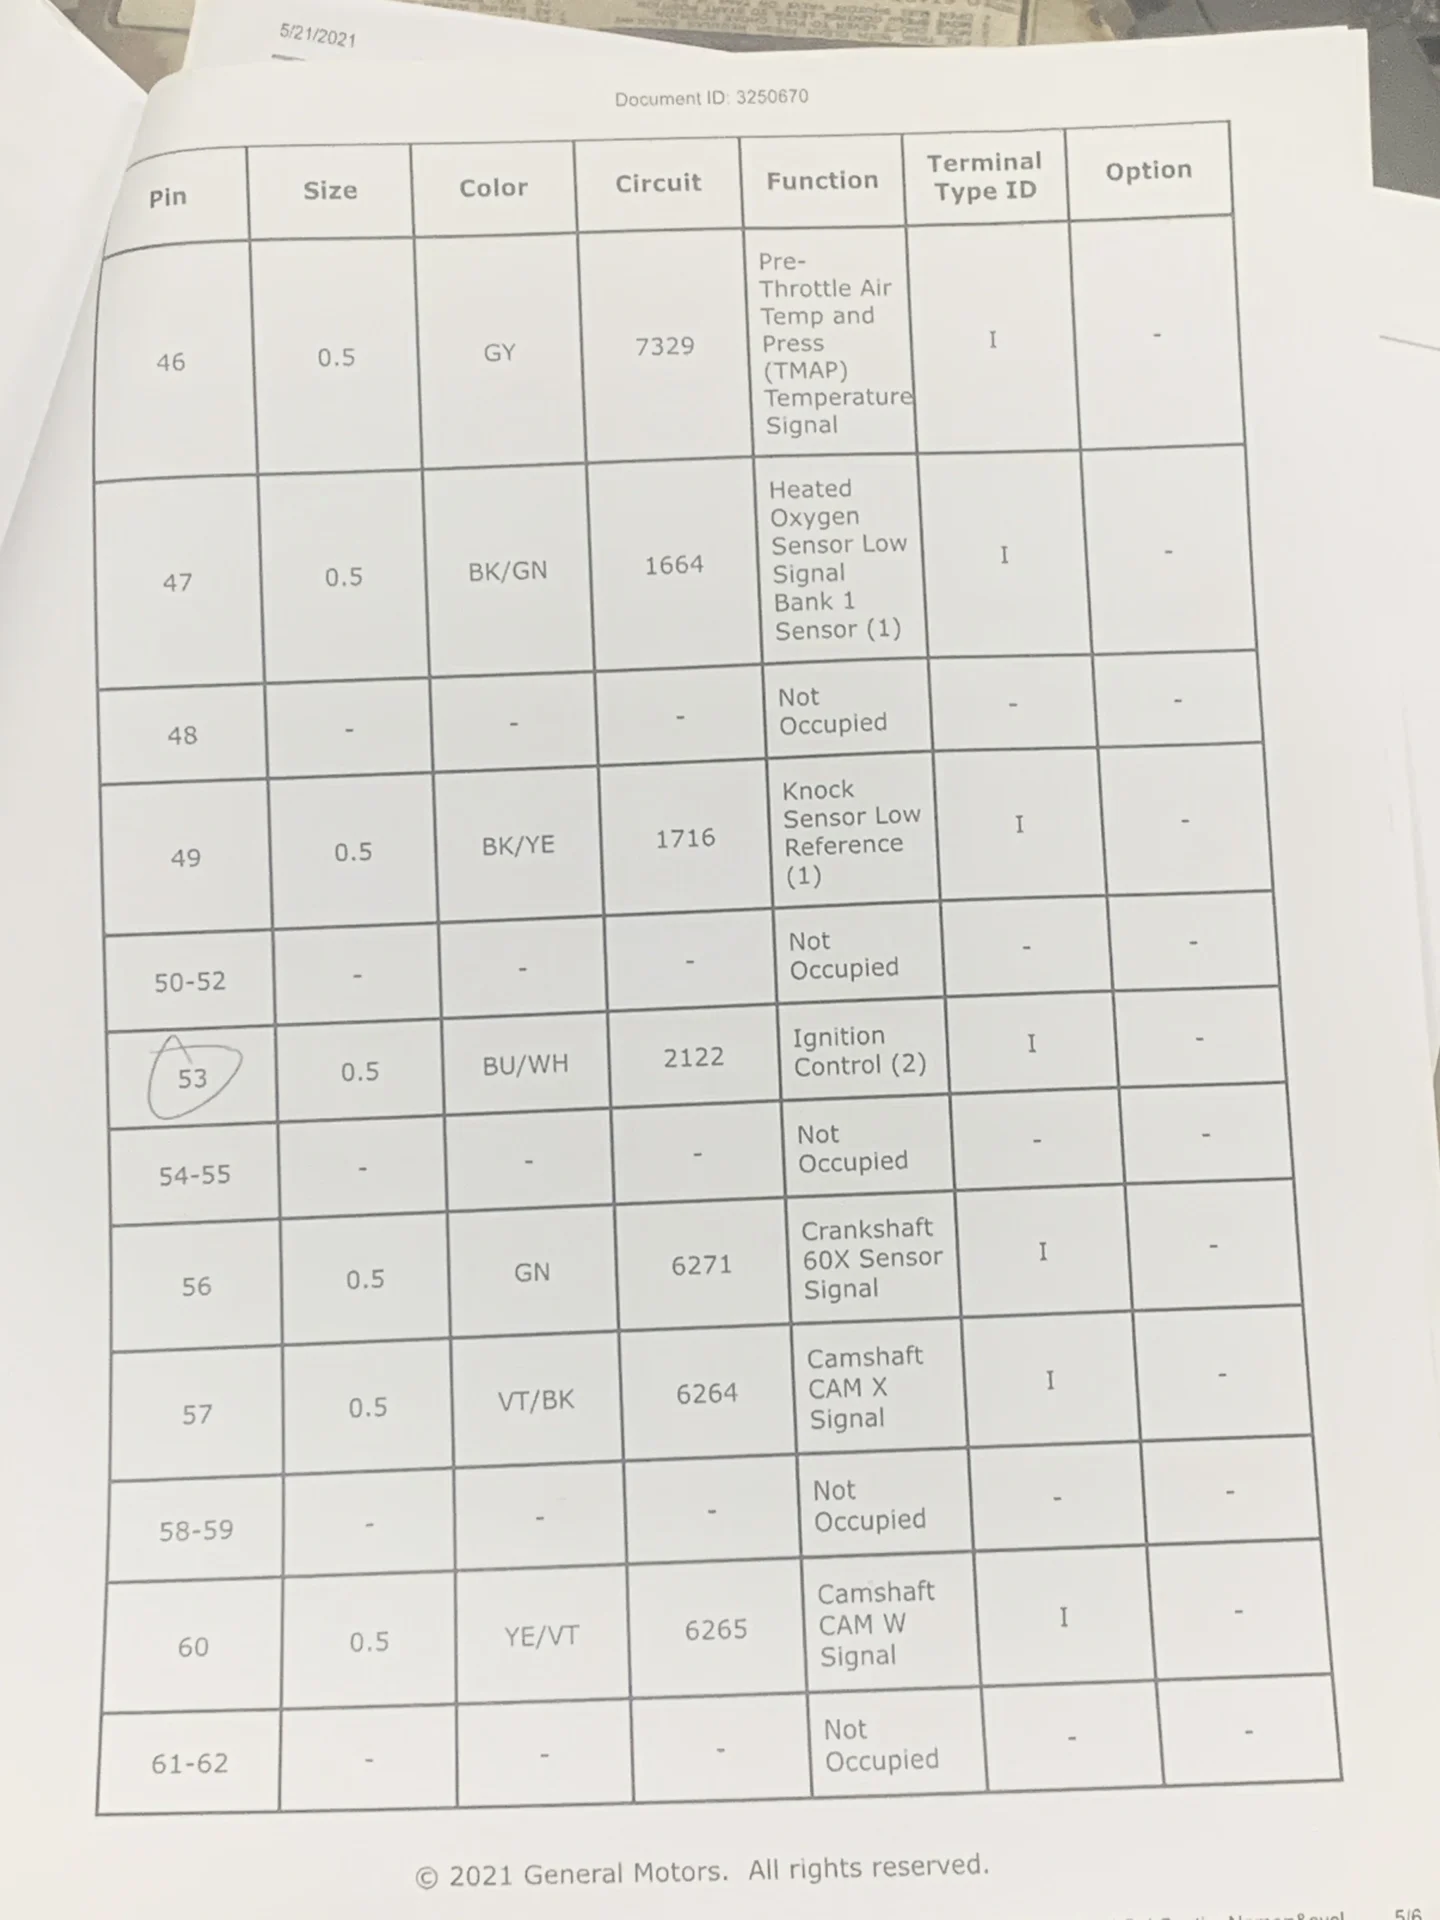 5/21/2021
Document ID: 3250670
Pin Size Color Circuit Function Terminal Type ID Option
46 0.5 GY 7329 Pre-
Throttle Air
Temp and
Press
(TMAP)
Temperature
Signal I -
47 0.5 BK/GN 1664 Heated
Oxygen
Sensor Low
Signal
Bank 1
Sensor (1) I -
48 - - - Not
Occupied - -
49 0.5 BK/YE 1716 Knock
Sensor Low
Reference
(1) I -
50-52 - - - Not
Occupied - -
53 0.5 BU/WH 2122 Ignition
Control (2) I -
54-55 - - - Not
Occupied - -
56 0.5 GN 6271 Crankshaft
60X Sensor
Signal I -
57 0.5 VT/BK 6264 Camshaft
CAM X
Signal I -
58-59 - - - Not
Occupied - -
60 0.5 YE/VT 6265 Camshaft
CAM W
Signal I -
61-62 - - - Not
Occupied - -
© 2021 General Motors. All rights reserved.
5/6